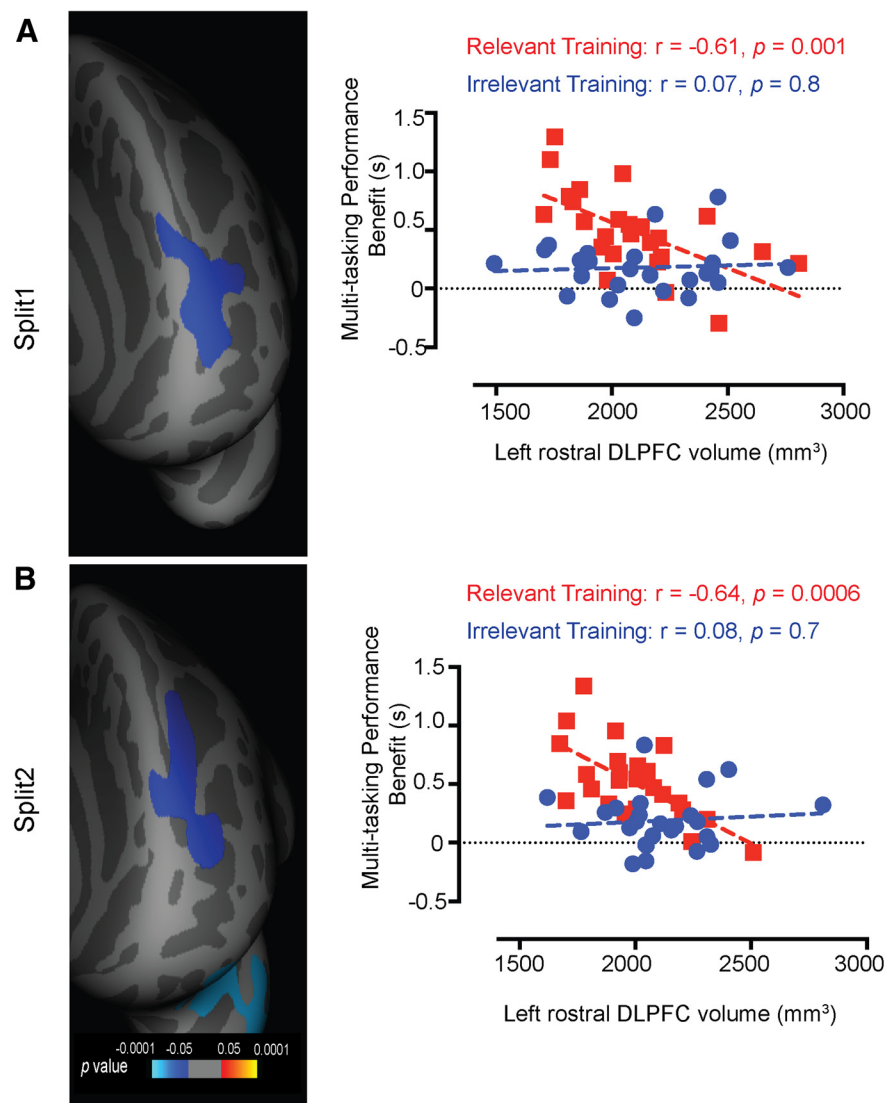 A
Split1
Relevant Training: r = -0.61, p = 0.001
Irrelevant Training: r = 0.07, p = 0.8
Multi-tasking Performance
Benefit (s)
1.5
1.0
0.5
0
-0.5
1500 2000 2500 3000
Left rostral DLPFC volume (mm³)
B
Split2
-0.0001 -0.05 0.05 0.0001
p value
Relevant Training: r = -0.64, p = 0.0006
Irrelevant Training: r = 0.08, p = 0.7
Multi-tasking Performance
Benefit (s)
1.5
1.0
0.5
0
-0.5
1500 2000 2500 3000
Left rostral DLPFC volume (mm³)